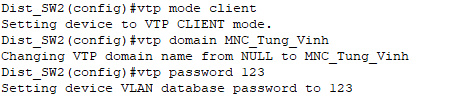 Dist_SW2(config)#vtp mode client
Setting device to VTP CLIENT mode.
Dist_SW2(config)#vtp domain MNC_Tung_Vinh
Changing VTP domain name from NULL to MNC_Tung_Vinh
Dist_SW2(config)#vtp password 123
Setting device VLAN database password to 123